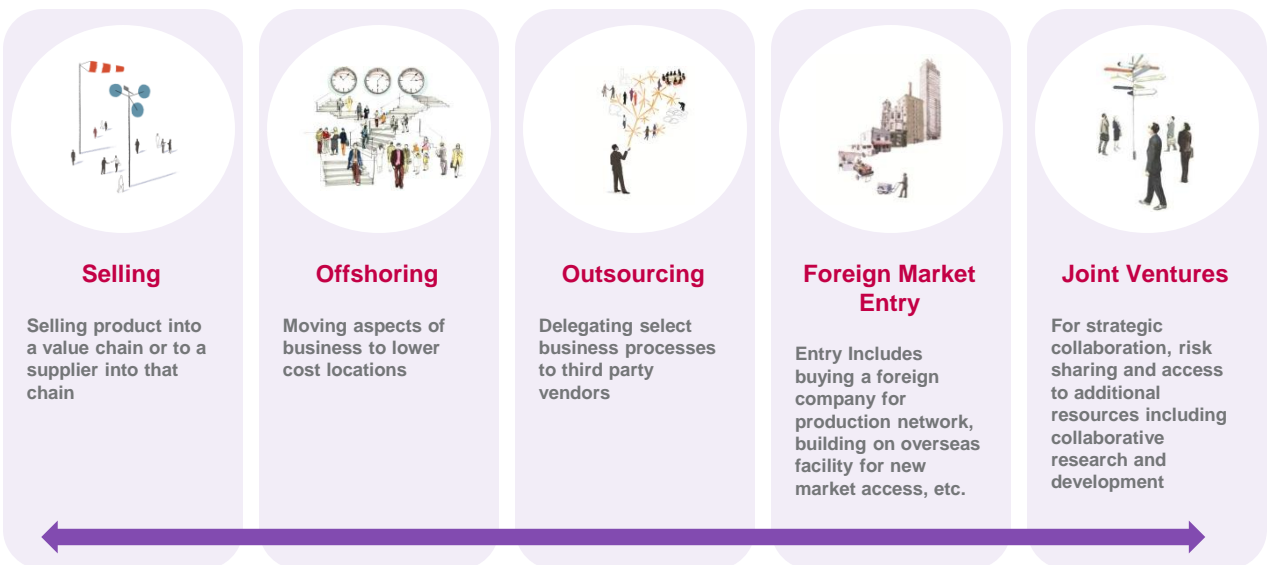 Selling
Selling product into
a value chain or to a
supplier into that
chain
Offshoring
Moving aspects of
business to lower
cost locations
Outsourcing
Delegating select
business processes
to third party
vendors
Foreign Market
Entry
Entry Includes
buying a foreign
company for
production network,
building on overseas
facility for new
market access, etc.
Joint Ventures
For strategic
collaboration, risk
sharing and access
to additional
resources including
collaborative
research and
development